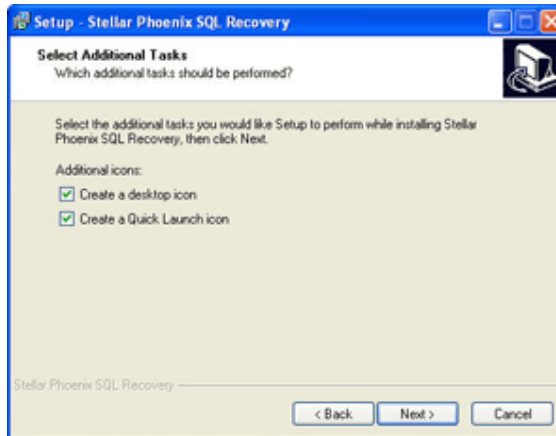 Setup - Stellar Phoenix SQL Recovery
Select Additional Tasks
Which additional tasks should be performed?
Select the additional tasks you would like Setup to perform while installing Stellar
Phoenix SQL Recovery, then click Next.
Additional icons:
Create a desktop icon
Create a Quick Launch icon
Stellar Phoenix SQL Recovery
< Back Next > Cancel